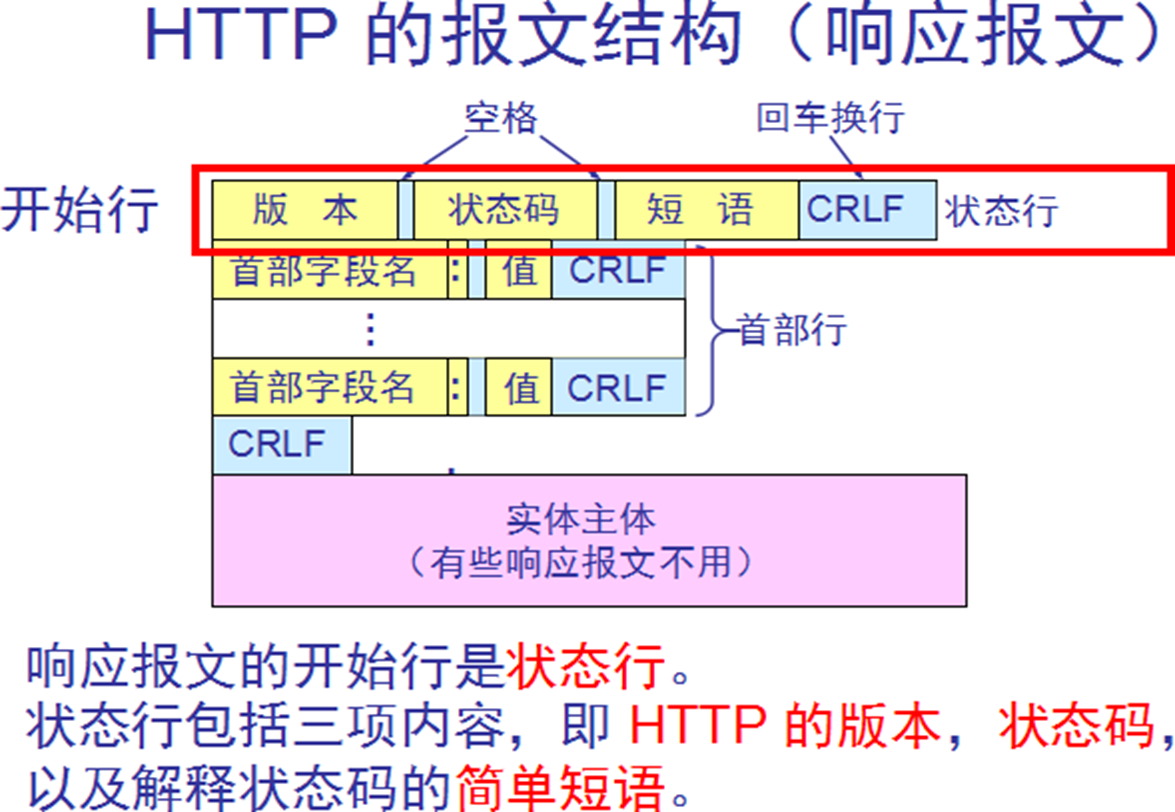 HTTP 的报文结构（响应报文）
空格 回车换行
开始行 版 本 状态码 短 语 CRLF 状态行
首部字段名 : 值 CRLF
⋮ 首部行
首部字段名 : 值 CRLF
CRLF
实体主体
（有些响应报文不用）
响应报文的开始行是状态行。
状态行包括三项内容，即 HTTP 的版本，状态码，
以及解释状态码的简单短语。